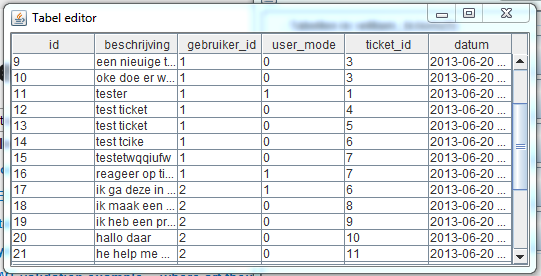 Tabel editor
id beschrijving gebruiker_id user_mode ticket_id datum
9 een nieuige t... 1 0 3 2013-06-20 ...
10 oke doe er w... 1 0 3 2013-06-20 ...
11 tester 1 1 1 2013-06-20 ...
12 test ticket 1 0 4 2013-06-20 ...
13 test ticket 1 0 5 2013-06-20 ...
14 test tcike 1 0 6 2013-06-20 ...
15 testetwqqiufw 1 0 7 2013-06-20 ...
16 reageer op ti... 1 1 7 2013-06-20 ...
17 ik ga deze in ... 2 1 6 2013-06-20 ...
18 ik maak een ... 2 0 8 2013-06-20 ...
19 ik heb een pr... 2 0 9 2013-06-20 ...
20 hallo daar 2 0 10 2013-06-20 ...
21 he help me ... 2 0 11 2013-06-20 ...